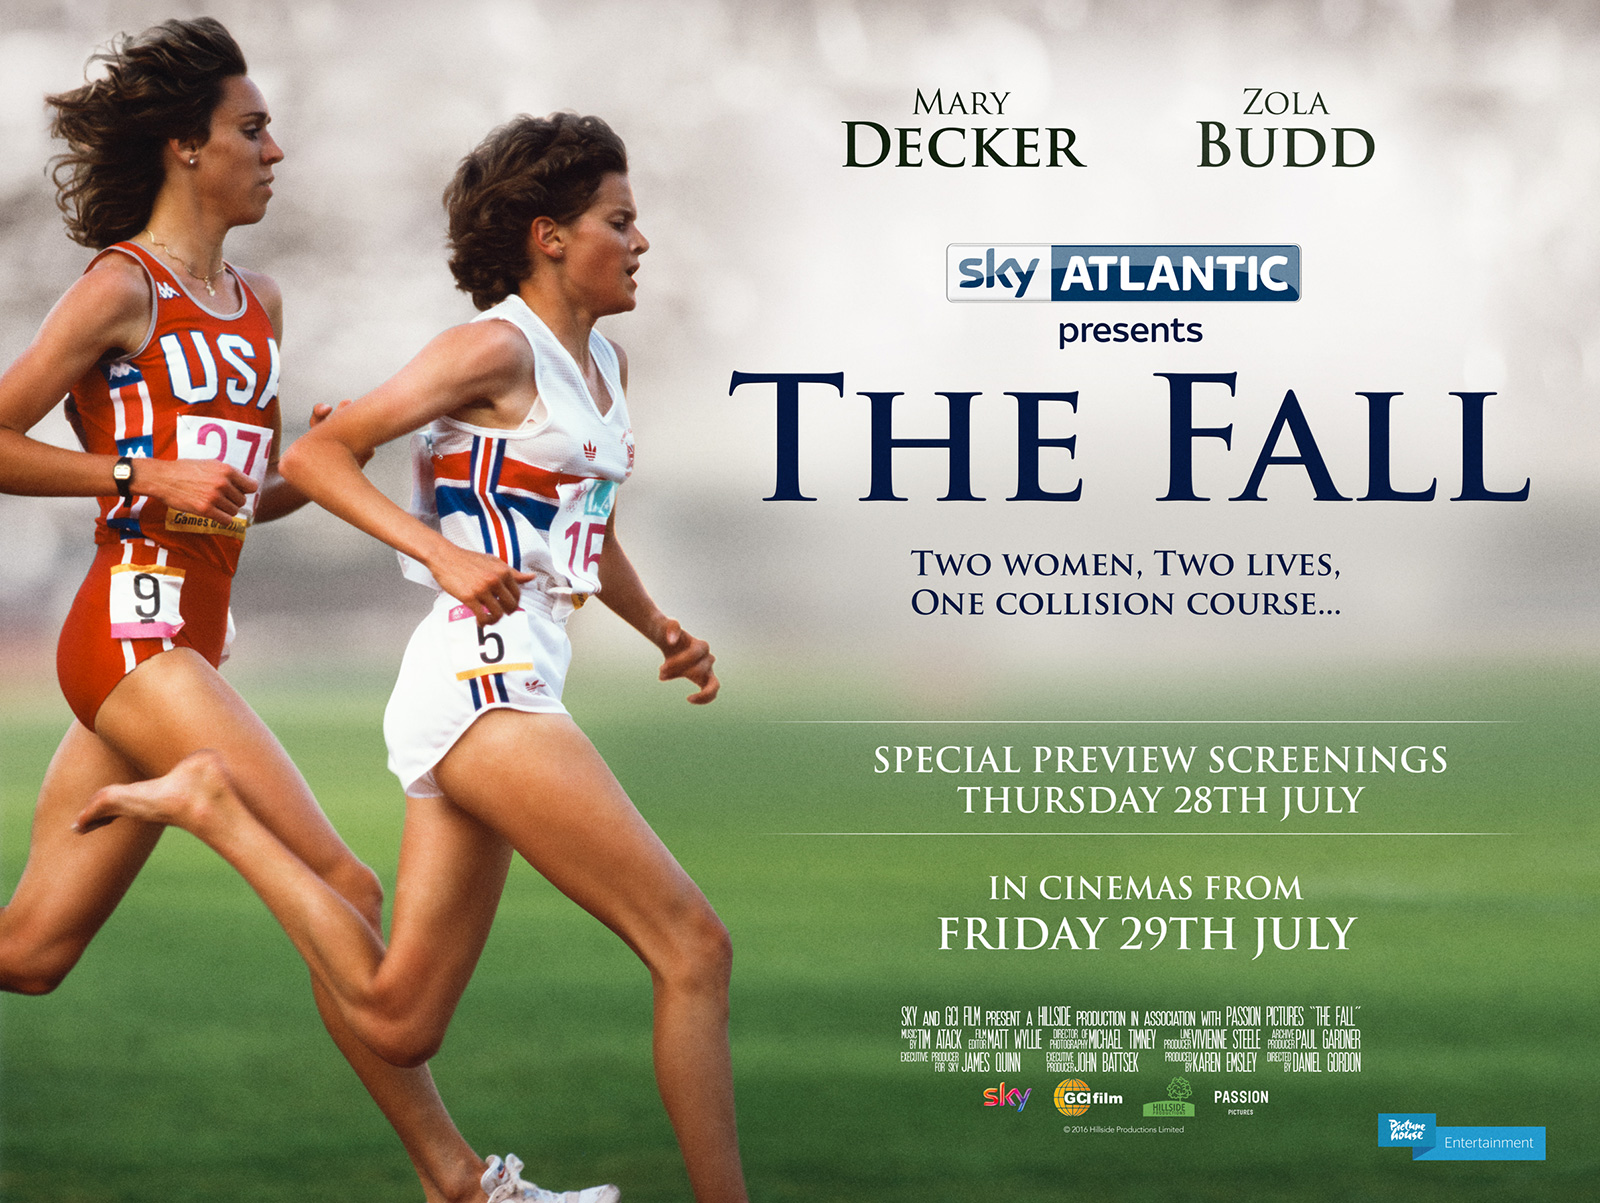 MARY
DECKER
ZOLA
BUDD
sky ATLANTIC
presents
THE FALL
TWO WOMEN, TWO LIVES,
ONE COLLISION COURSE...
SPECIAL PREVIEW SCREENINGS
THURSDAY 28TH JULY
IN CINEMAS FROM
FRIDAY 29TH JULY
SKY AND GCI FILM PRESENT A HILLSIDE PRODUCTION IN ASSOCIATION WITH PASSION PICTURES "THE FALL"
MUSIC BY TIM ATACK FILM EDITOR MATT WYLLIE DIRECTOR OF PHOTOGRAPHY MICHAEL TIMNEY LINE PRODUCER VIVIENNE STEELE ARCHIVE PRODUCER PAUL GARDNER
EXECUTIVE PRODUCER FOR SKY JAMES QUINN EXECUTIVE PRODUCER JOHN BATTSEK PRODUCED BY KAREN EMSLEY DIRECTED BY DANIEL GORDON
sky
GCI film
HILLSIDE
PRODUCTIONS
PASSION
PICTURES
© 2016 Hillside Productions Limited
Picture
house
Entertainment
USA
27
9
15
5